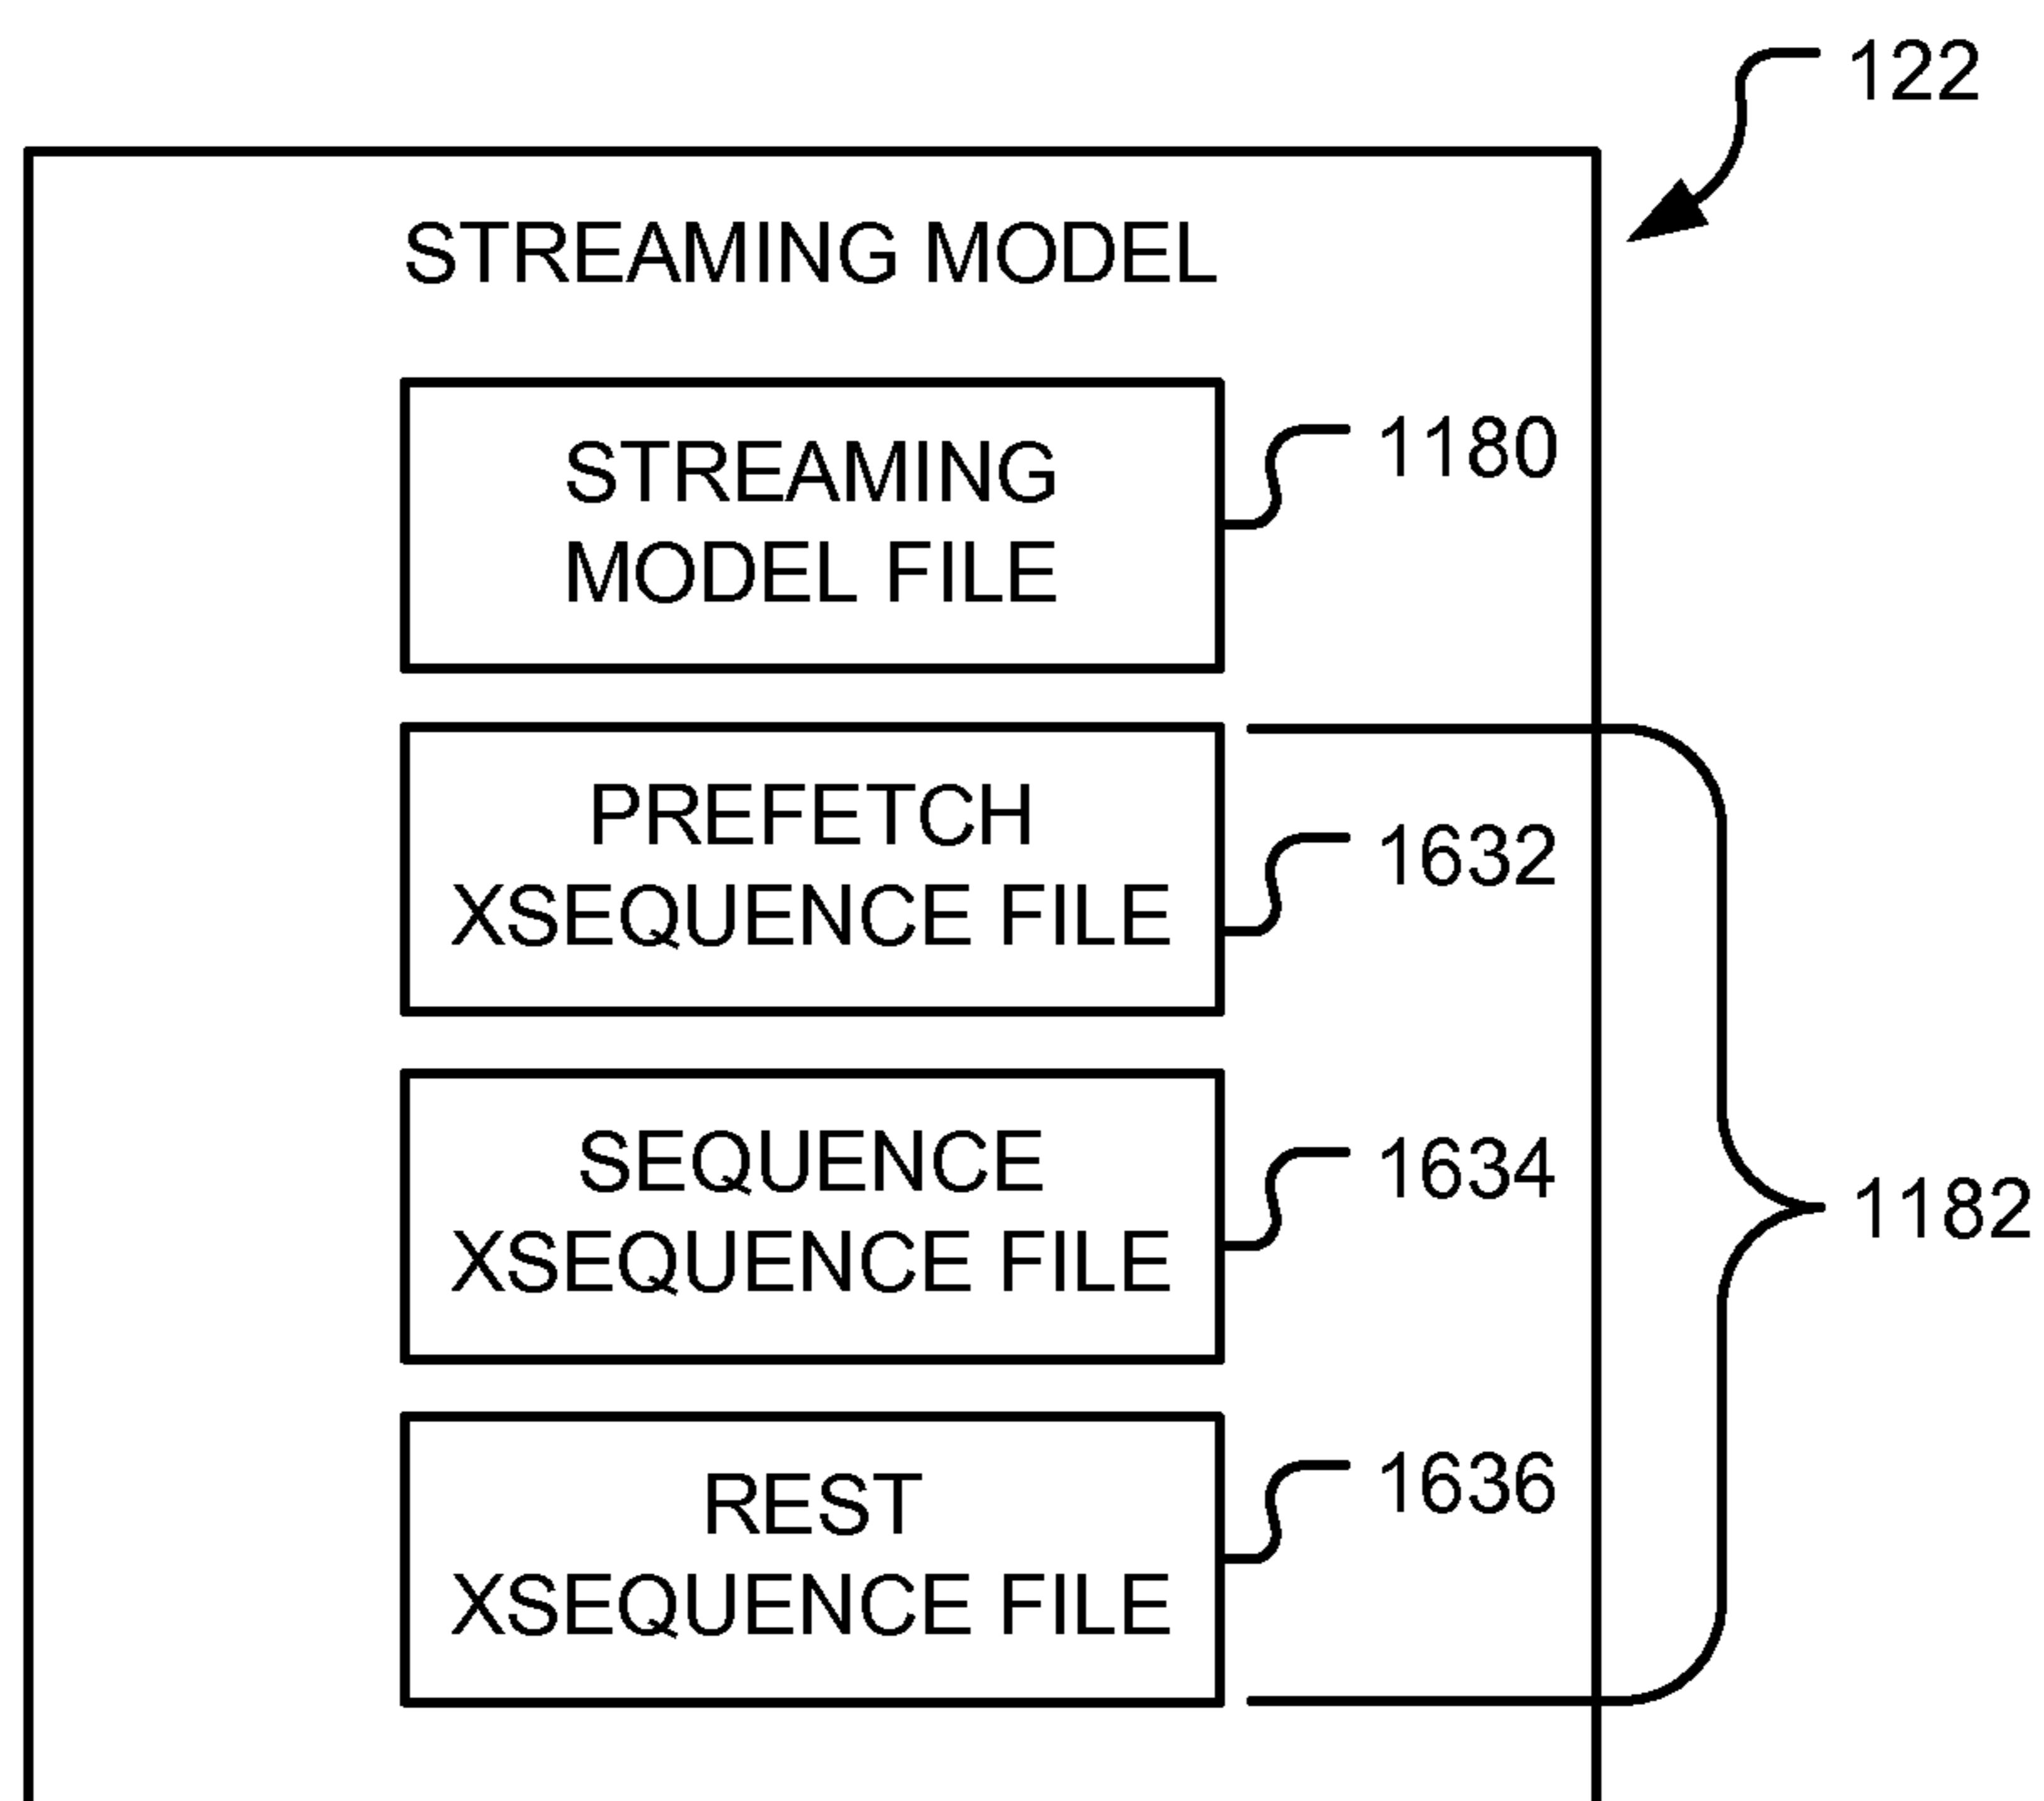 122
STREAMING MODEL
STREAMING
MODEL FILE
1180
PREFETCH
XSEQUENCE FILE
1632
SEQUENCE
XSEQUENCE FILE
1634
1182
REST
XSEQUENCE FILE
1636